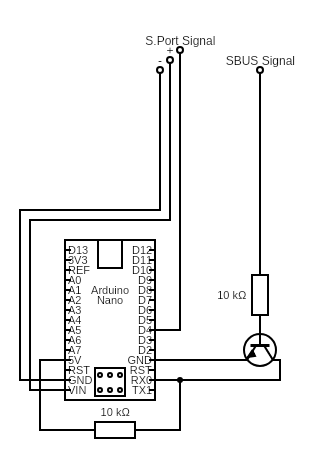 S.Port Signal
+
-
SBUS Signal
D13
3V3
REF
A0
A1
A2
A3
A4
A5
A6
A7
5V
RST
GND
VIN
Arduino
Nano
D12
D11
D10
D9
D8
D7
D6
D5
D4
D3
D2
GND
RST
RX0
TX1
10 kΩ
10 kΩ